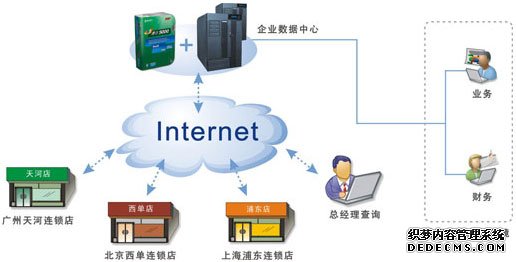 企业数据中心
Internet
业务
财务
天河店
广州天河连锁店
西单店
北京西单连锁店
浦东店
上海浦东连锁店
总经理查询
织梦内容管理系统
DEDECMS.COM